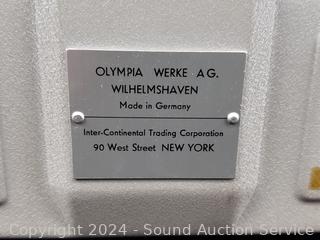 OLYMPIA WERKE AG.
WILHELMSHAVEN
Made in Germany
Inter-Continental Trading Corporation
90 West Street NEW YORK
Copyright 2024 - Sound Auction Service